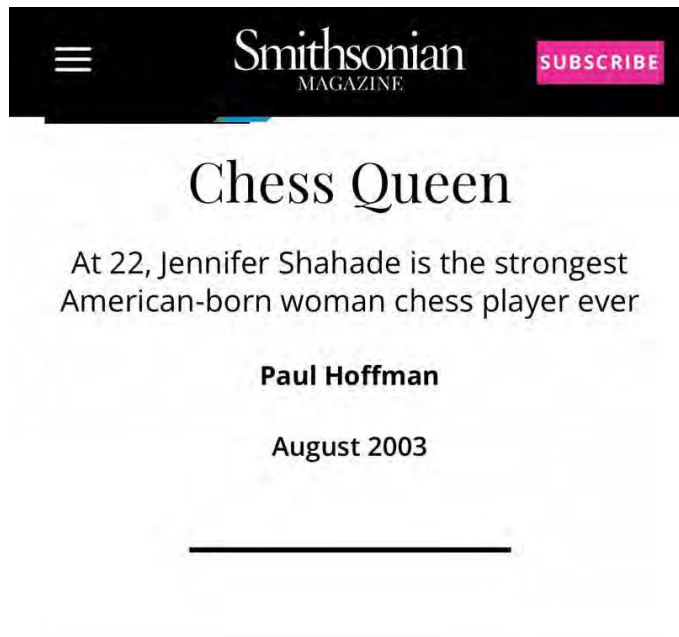 Smithsonian
MAGAZINE
SUBSCRIBE
Chess Queen
At 22, Jennifer Shahade is the strongest
American-born woman chess player ever
Paul Hoffman
August 2003